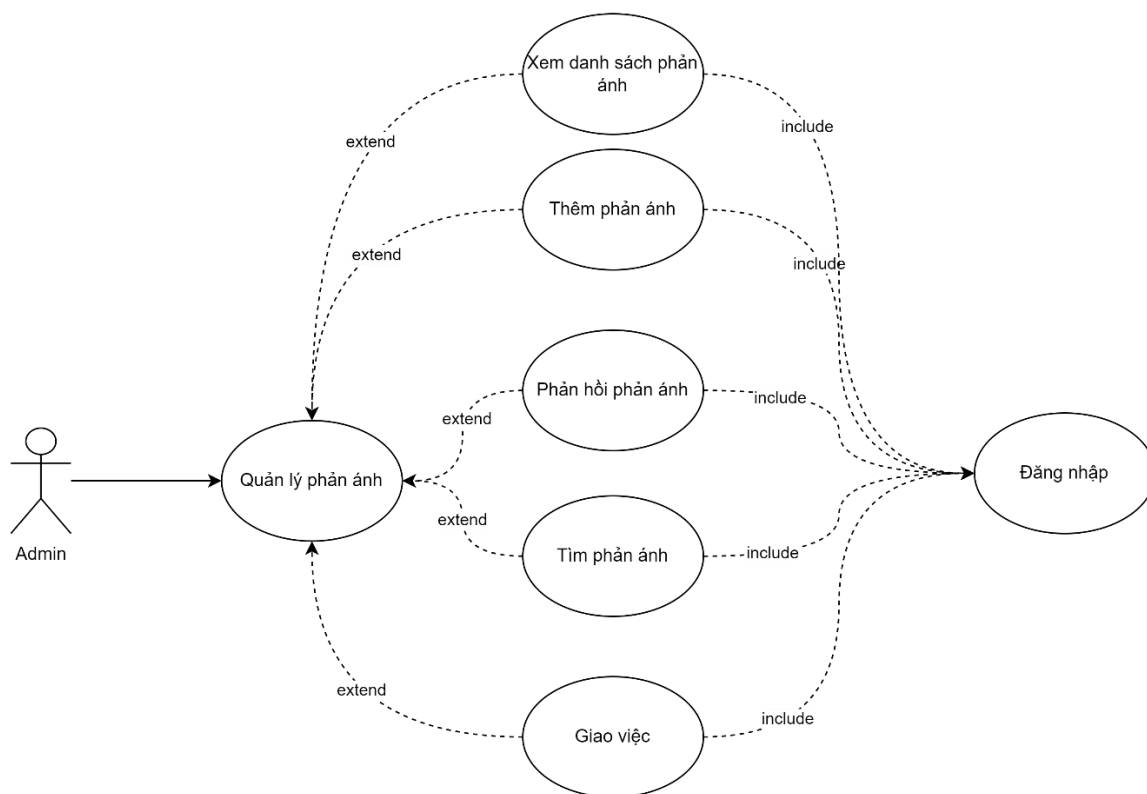 Xem danh sách phản
ánh
extend
include
Thêm phản ánh
extend
include
Phản hồi phản ánh
extend
include
Admin
Quản lý phản ánh
Đăng nhập
extend
Tìm phản ánh
include
extend
Giao việc
include